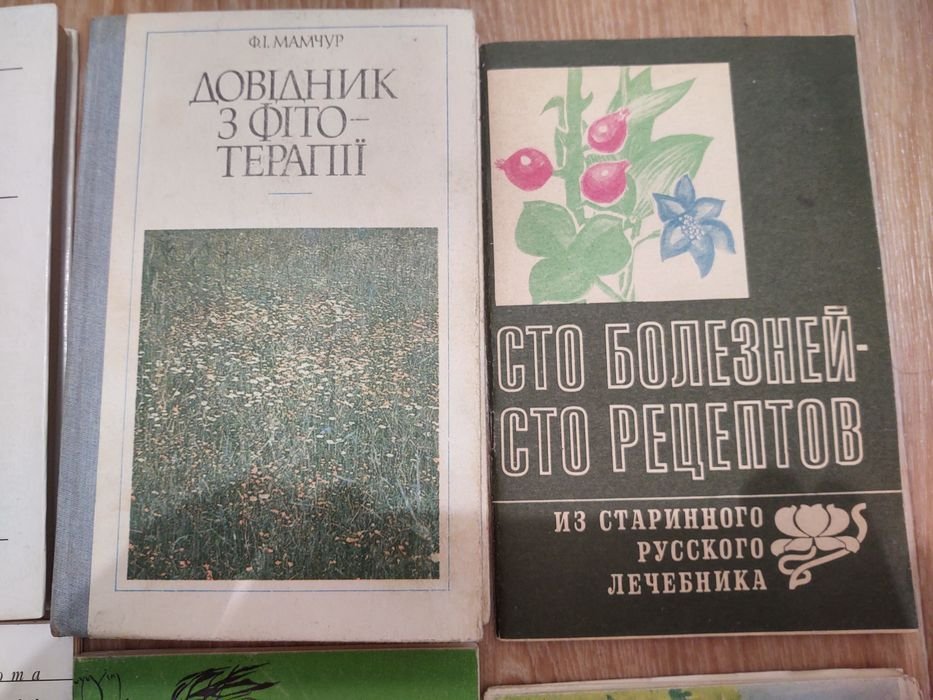 Ф.І. МАМЧУР
ДОВІДНИК
З ФІТО-
ТЕРАПІЇ
СТО БОЛЕЗНЕЙ-
СТО РЕЦЕПТОВ
ИЗ СТАРИННОГО
РУССКОГО
ЛЕЧЕБНИКА